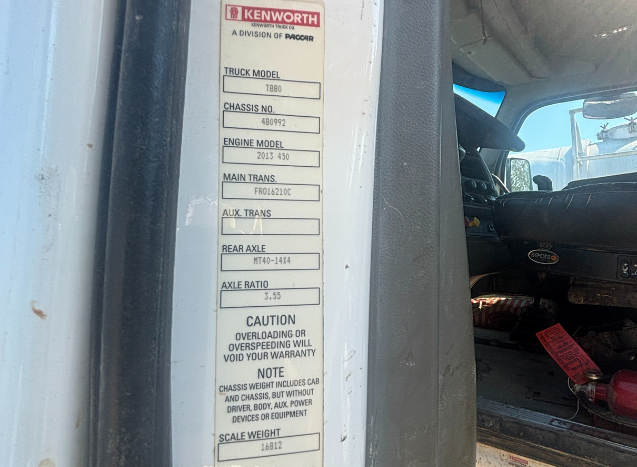 KENWORTH
KENWORTH TRUCK CO.
A DIVISION OF PACCAR
TRUCK MODEL
T880
CHASSIS NO.
480992
ENGINE MODEL
2013 450
MAIN TRANS.
FRO16210C
AUX. TRANS
REAR AXLE
MT40-14X4
AXLE RATIO
3.55
CAUTION
OVERLOADING OR
OVERSPEEDING WILL
VOID YOUR WARRANTY
NOTE
CHASSIS WEIGHT INCLUDES CAB
AND CHASSIS, BUT WITHOUT
DRIVER, BODY, AUX. POWER
DEVICES OR EQUIPMENT
SCALE WEIGHT
16812